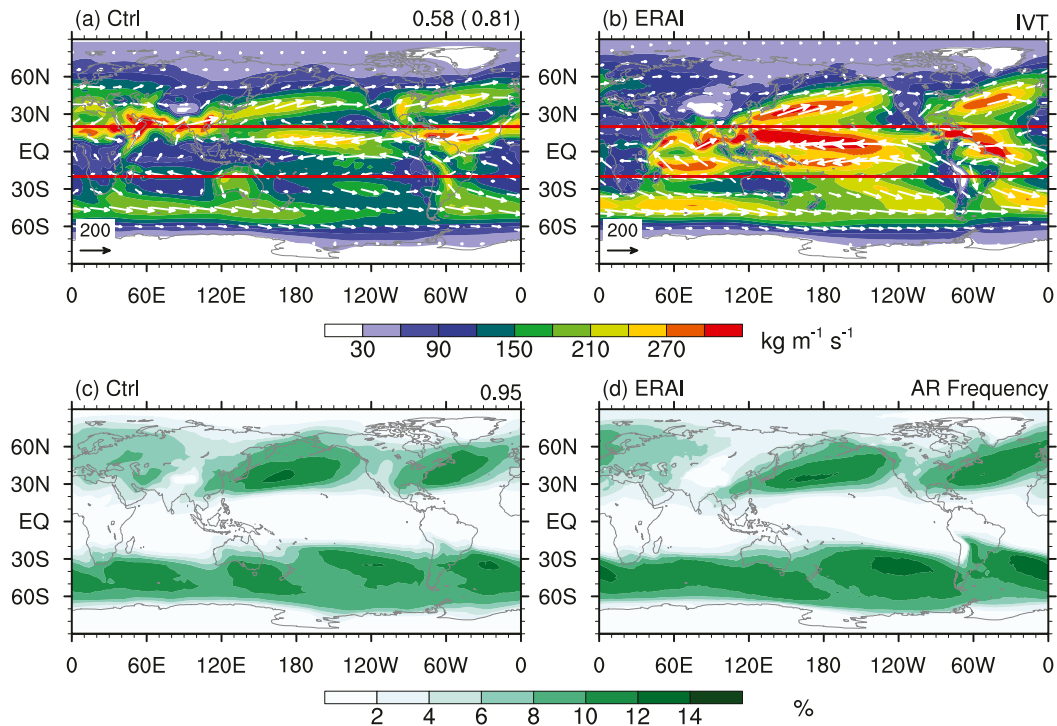 (a) Ctrl
0.58 ( 0.81)
(b) ERAI
IVT
60N
30N
EQ
30S
60S
200
0 60E 120E 180 120W 60W 0
60N
30N
EQ
30S
60S
200
0 60E 120E 180 120W 60W 0
30 90 150 210 270
kg m⁻¹ s⁻¹
(c) Ctrl
0.95
(d) ERAI
AR Frequency
60N
30N
EQ
30S
60S
0 60E 120E 180 120W 60W 0
60N
30N
EQ
30S
60S
0 60E 120E 180 120W 60W 0
2 4 6 8 10 12 14
%